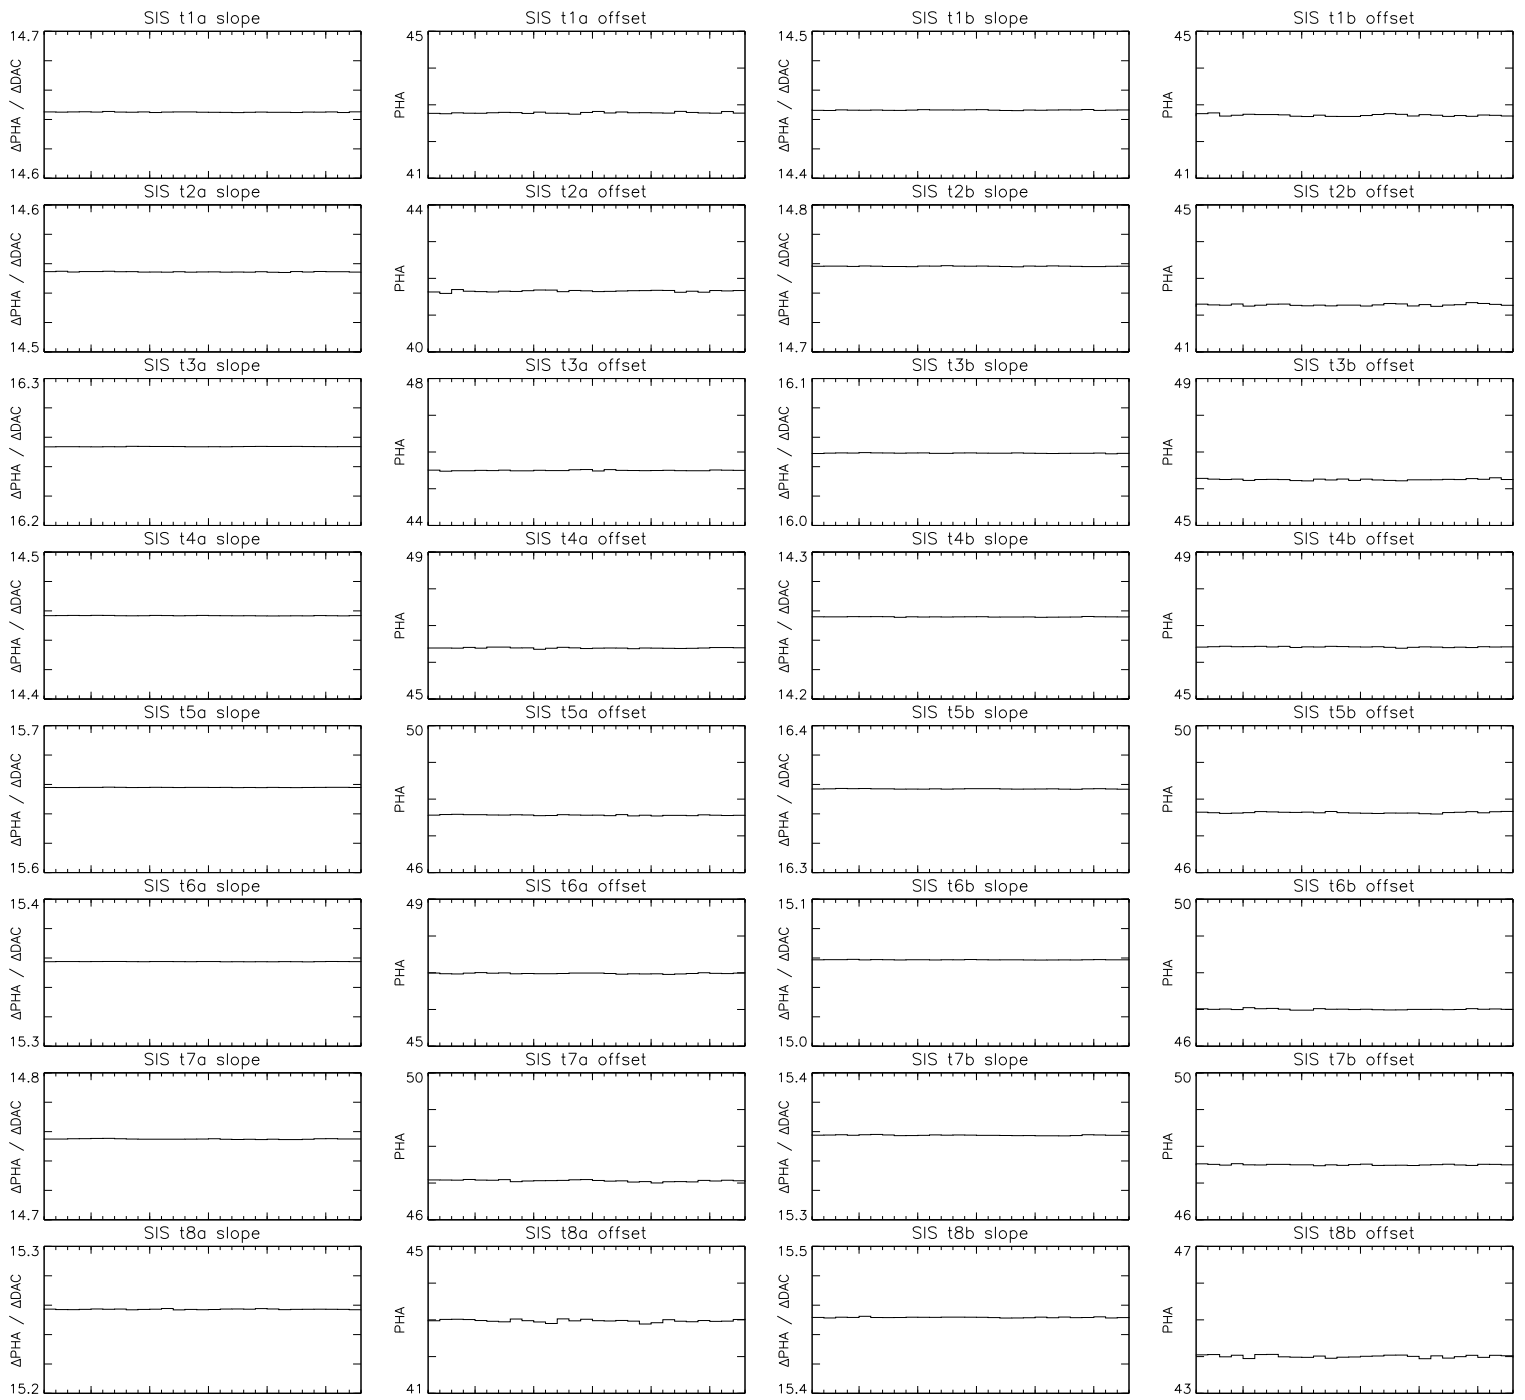 SIS t1a slope SIS t1a offset SIS t1b slope SIS t1b offset
14.7 45 14.5 45
ΔPHA / ΔDAC PHA ΔPHA / ΔDAC PHA
14.6 41 14.4 41
SIS t2a slope SIS t2a offset SIS t2b slope SIS t2b offset
14.6 44 14.8 45
ΔPHA / ΔDAC PHA ΔPHA / ΔDAC PHA
14.5 40 14.7 41
SIS t3a slope SIS t3a offset SIS t3b slope SIS t3b offset
16.3 48 16.1 49
ΔPHA / ΔDAC PHA ΔPHA / ΔDAC PHA
16.2 44 16.0 45
SIS t4a slope SIS t4a offset SIS t4b slope SIS t4b offset
14.5 49 14.3 49
ΔPHA / ΔDAC PHA ΔPHA / ΔDAC PHA
14.4 45 14.2 45
SIS t5a slope SIS t5a offset SIS t5b slope SIS t5b offset
15.7 50 16.4 50
ΔPHA / ΔDAC PHA ΔPHA / ΔDAC PHA
15.6 46 16.3 46
SIS t6a slope SIS t6a offset SIS t6b slope SIS t6b offset
15.4 49 15.1 50
ΔPHA / ΔDAC PHA ΔPHA / ΔDAC PHA
15.3 45 15.0 46
SIS t7a slope SIS t7a offset SIS t7b slope SIS t7b offset
14.8 50 15.4 50
ΔPHA / ΔDAC PHA ΔPHA / ΔDAC PHA
14.7 46 15.3 46
SIS t8a slope SIS t8a offset SIS t8b slope SIS t8b offset
15.3 45 15.5 47
ΔPHA / ΔDAC PHA ΔPHA / ΔDAC PHA
15.2 41 15.4 43